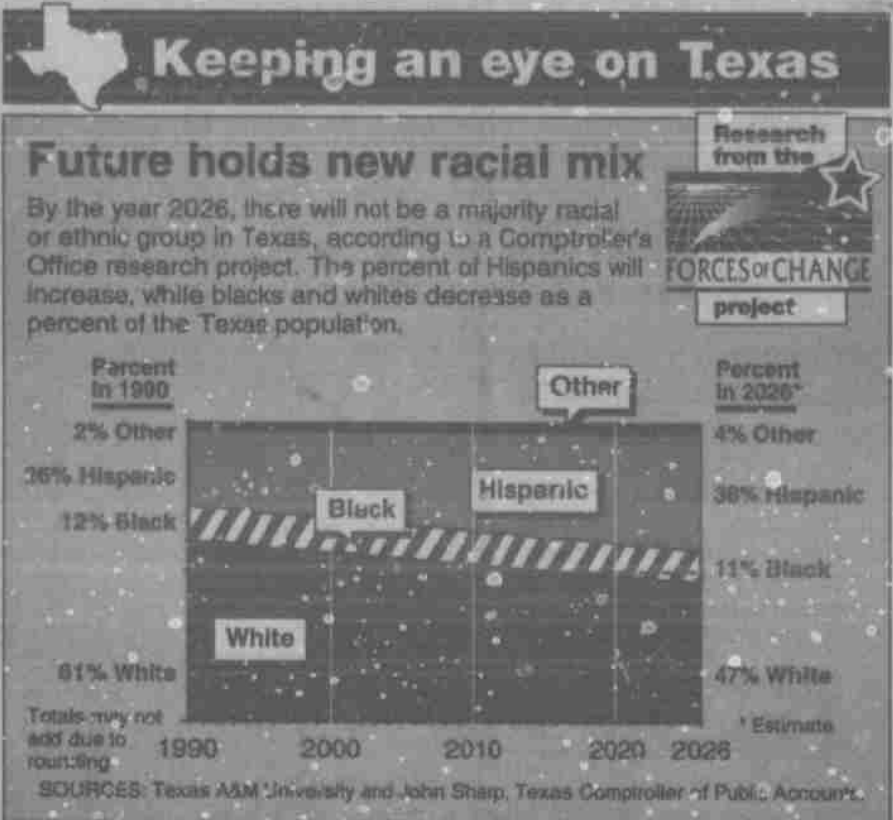 Keeping an eye on Texas
Future holds new racial mix
By the year 2026, there will not be a majority racial
or ethnic group in Texas, according to a Comptroller's
Office research project. The percent of Hispanics will
increase, while blacks and whites decrease as a
percent of the Texas population.
Research
from the
FORCES OF CHANGE
project
Percent
in 1990
2% Other
26% Hispanic
12% Black
61% White
Totals may not
add due to
rounding
Other
Hispanic
Black
White
1990 2000 2010 2020 2026
Percent
in 2026*
4% Other
38% Hispanic
11% Black
47% White
* Estimate
SOURCES: Texas A&M University and John Sharp, Texas Comptroller of Public Accounts.